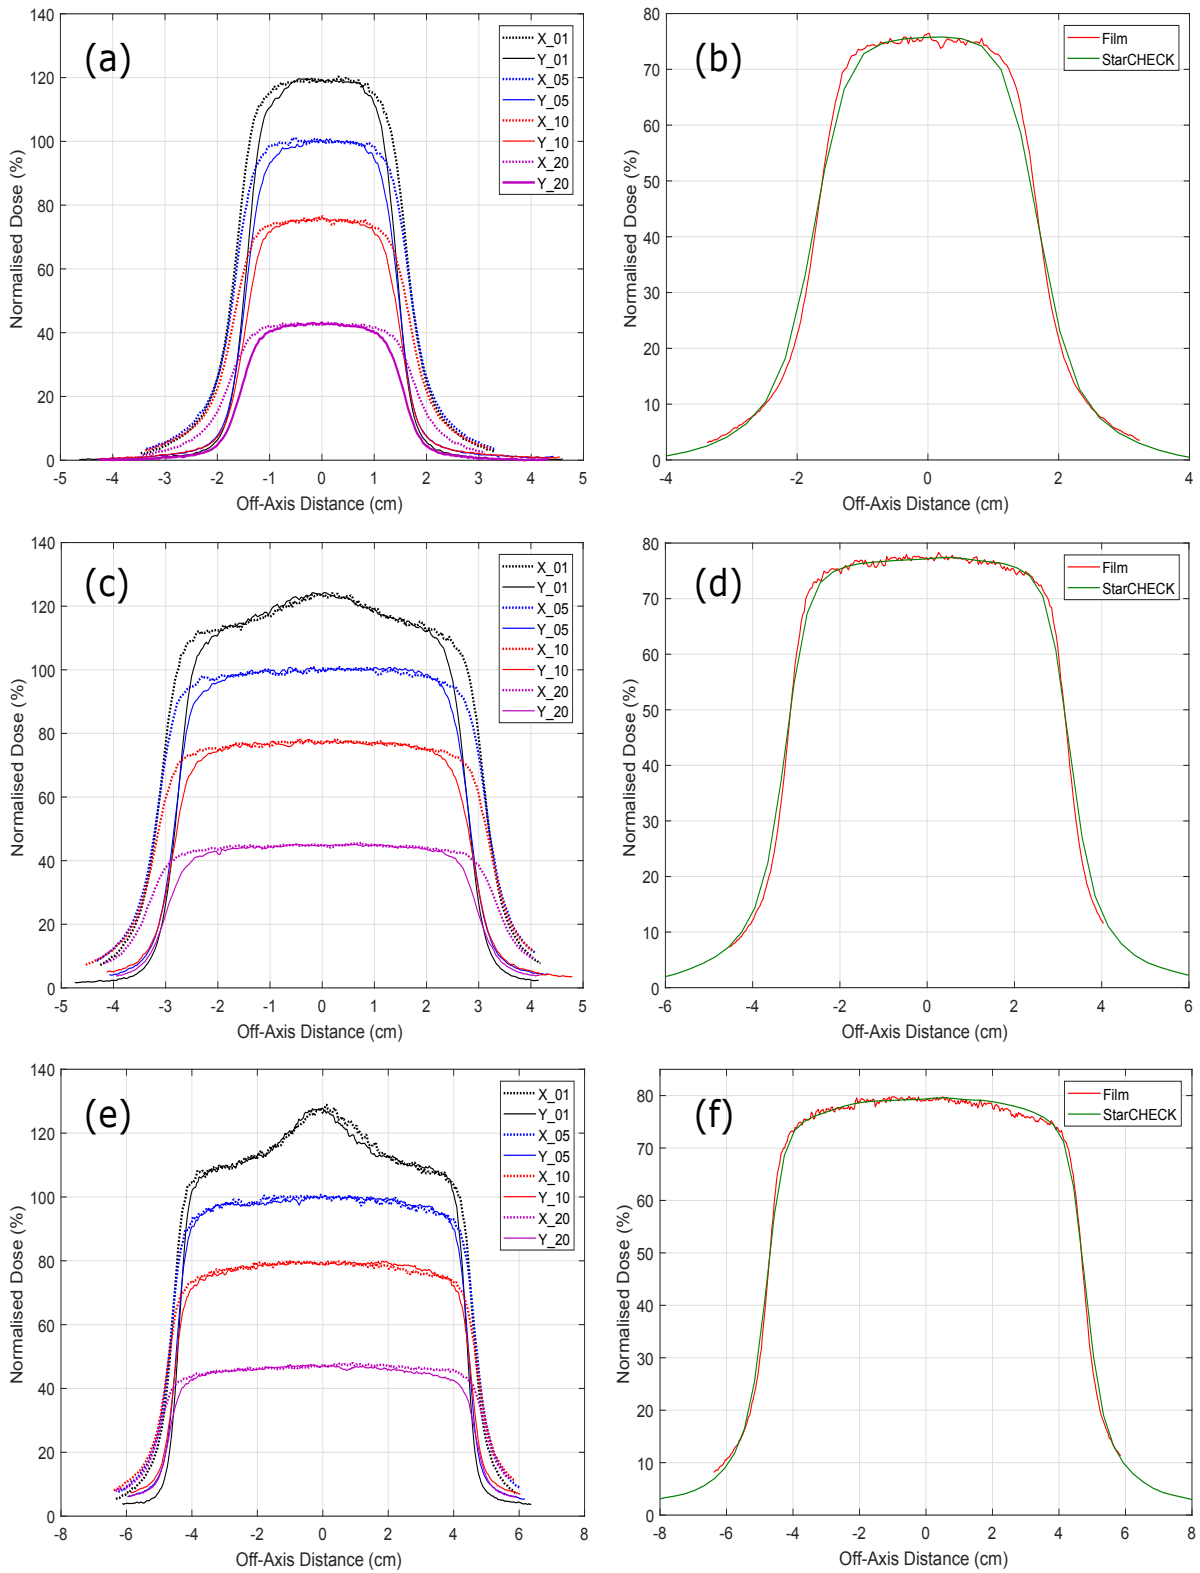 (a)
Normalised Dose (%)
140
120
100
80
60
40
20
0
-5 -4 -3 -2 -1 0 1 2 3 4 5
Off-Axis Distance (cm)
X_01
Y_01
X_05
Y_05
X_10
Y_10
X_20
Y_20
(b)
Normalised Dose (%)
80
70
60
50
40
30
20
10
0
-4 -2 0 2 4
Off-Axis Distance (cm)
Film
StarCHECK
(c)
Normalised Dose (%)
140
120
100
80
60
40
20
0
-5 -4 -3 -2 -1 0 1 2 3 4 5
Off-Axis Distance (cm)
X_01
Y_01
X_05
Y_05
X_10
Y_10
X_20
Y_20
(d)
Normalised Dose (%)
80
70
60
50
40
30
20
10
0
-6 -4 -2 0 2 4 6
Off-Axis Distance (cm)
Film
StarCHECK
(e)
Normalised Dose (%)
140
120
100
80
60
40
20
0
-8 -6 -4 -2 0 2 4 6 8
Off-Axis Distance (cm)
X_01
Y_01
X_05
Y_05
X_10
Y_10
X_20
Y_20
(f)
Normalised Dose (%)
80
70
60
50
40
30
20
10
0
-8 -6 -4 -2 0 2 4 6 8
Off-Axis Distance (cm)
Film
StarCHECK